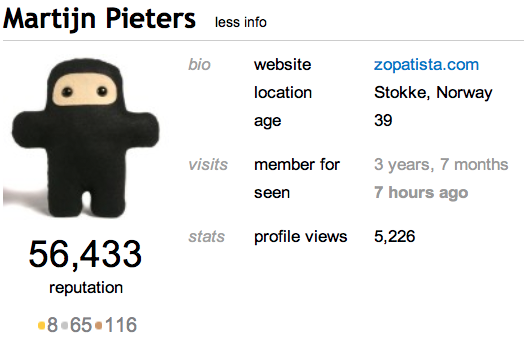 Martijn Pieters less info
bio website zopatista.com
location Stokke, Norway
age 39
visits member for 3 years, 7 months
seen 7 hours ago
stats profile views 5,226
56,433
reputation
8 65 116